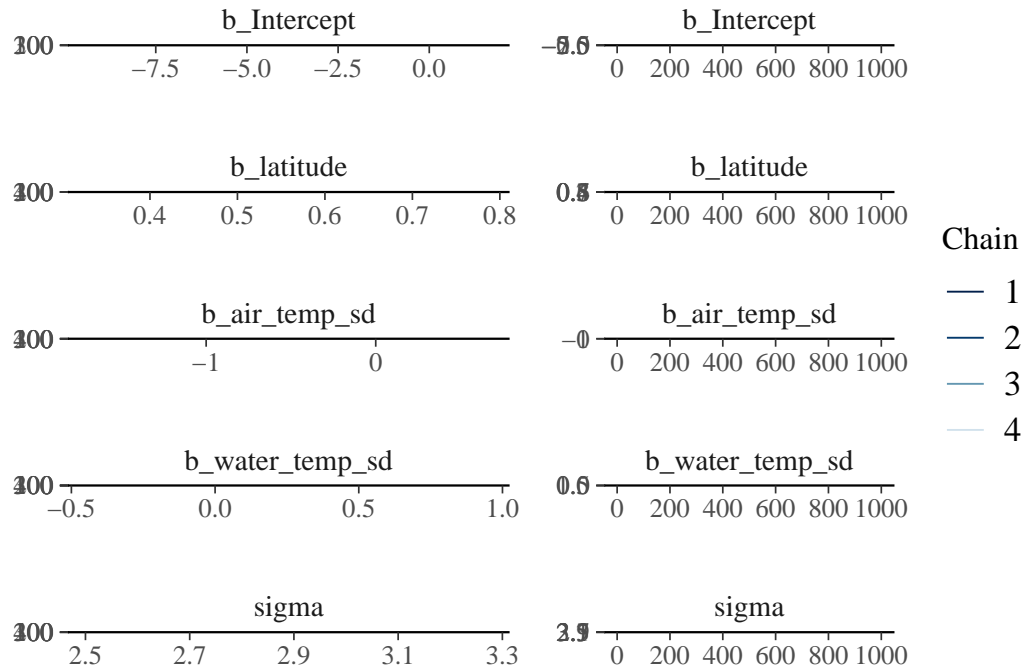 b_Intercept
−7.5 −5.0 −2.5 0.0
b_Intercept
0 200 400 600 800 1000
b_latitude
0.4 0.5 0.6 0.7 0.8
b_latitude
0 200 400 600 800 1000
b_air_temp_sd
−1 0
b_air_temp_sd
0 200 400 600 800 1000
b_water_temp_sd
−0.5 0.0 0.5 1.0
b_water_temp_sd
0 200 400 600 800 1000
sigma
2.5 2.7 2.9 3.1 3.3
sigma
0 200 400 600 800 1000
Chain
1
2
3
4